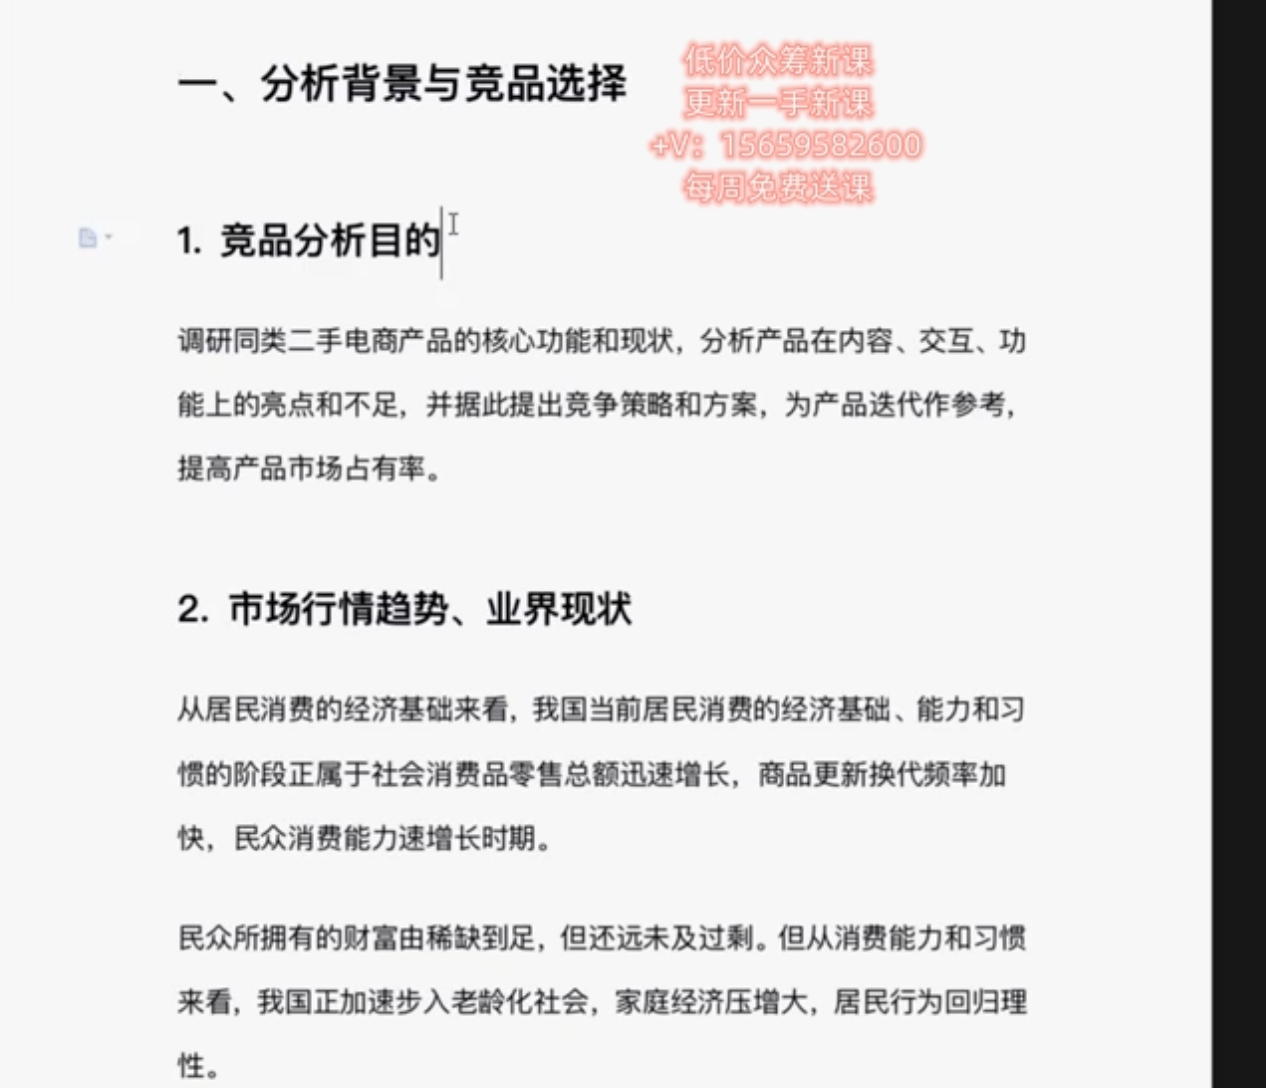 一、分析背景与竞品选择
低价众筹新课
更新一手新课
+V：15659582600
每周免费送课
1. 竞品分析目的
调研同类二手电商产品的核心功能和现状，分析产品在内容、交互、功
能上的亮点和不足，并据此提出竞争策略和方案，为产品迭代作参考，
提高产品市场占有率。
2. 市场行情趋势、业界现状
从居民消费的经济基础来看，我国当前居民消费的经济基础、能力和习
惯的阶段正属于社会消费品零售总额迅速增长，商品更新换代频率加
快，民众消费能力速增长时期。
民众所拥有的财富由稀缺到足，但还远未及过剩。但从消费能力和习惯
来看，我国正加速步入老龄化社会，家庭经济压增大，居民行为回归理
性。